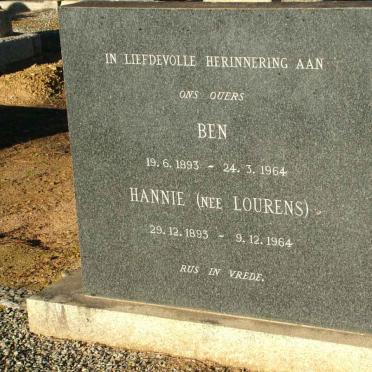 IN LIEFDEVOLLE HERINNERING AAN
ONS OUERS
BEN
19.6.1893 - 24.3.1964
HANNIE (NEE LOURENS)
29.12.1893 - 9.12.1964
RUS IN VREDE.